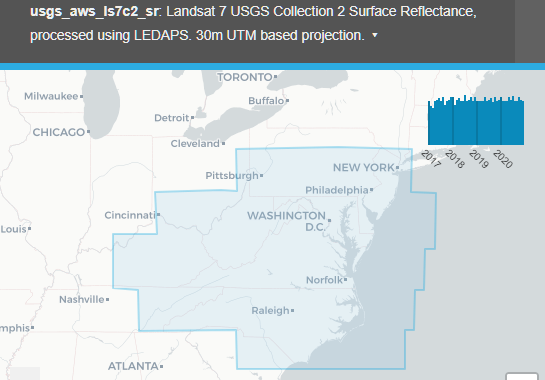 usgs_aws_ls7c2_sr: Landsat 7 USGS Collection 2 Surface Reflectance,
processed using LEDAPS. 30m UTM based projection.
TORONTO
Milwaukee
Buffalo
Detroit
CHICAGO
Cleveland
2017 2018 2019 2020
NEW YORK
Pittsburgh
Philadelphia
Cincinnati
WASHINGTON
D.C.
Louis
Norfolk
Nashville
Raleigh
mphis
ATLANTA